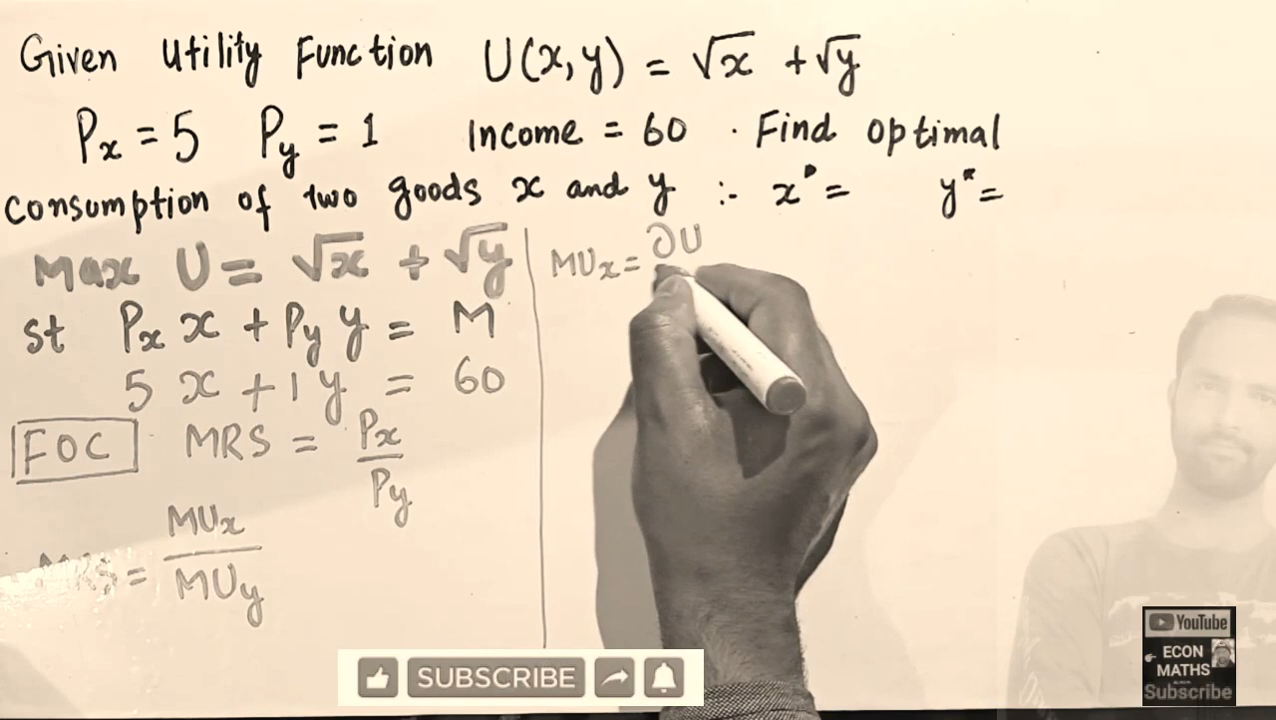 Given Utility Function U(x,y) = √x + √y
Px = 5 Py = 1 Income = 60 . Find optimal
consumption of two goods x and y :- x* = y* =
Max U = √x + √y
st Px x + Py y = M
5 x + 1 y = 60
FOC MRS = Px
Py
MUx
MRS =
MUy
MUx = ∂U
SUBSCRIBE
YouTube
ECON
MATHS
Subscribe